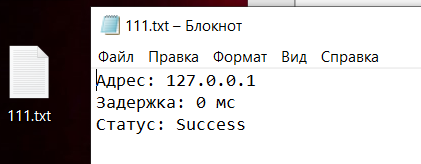 111.txt – Блокнот
Файл Правка Формат Вид Справка
Адрес: 127.0.0.1
Задержка: 0 мс
Статус: Success
111.txt